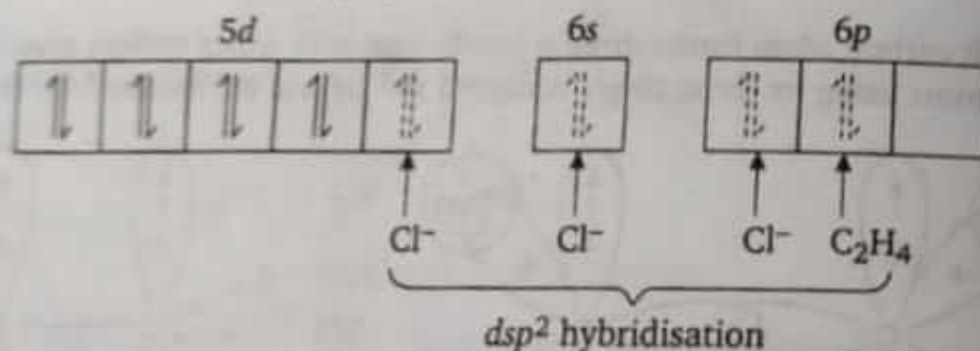 5d 6s 6p
Cl⁻ Cl⁻ Cl⁻ C₂H₄
dsp² hybridisation